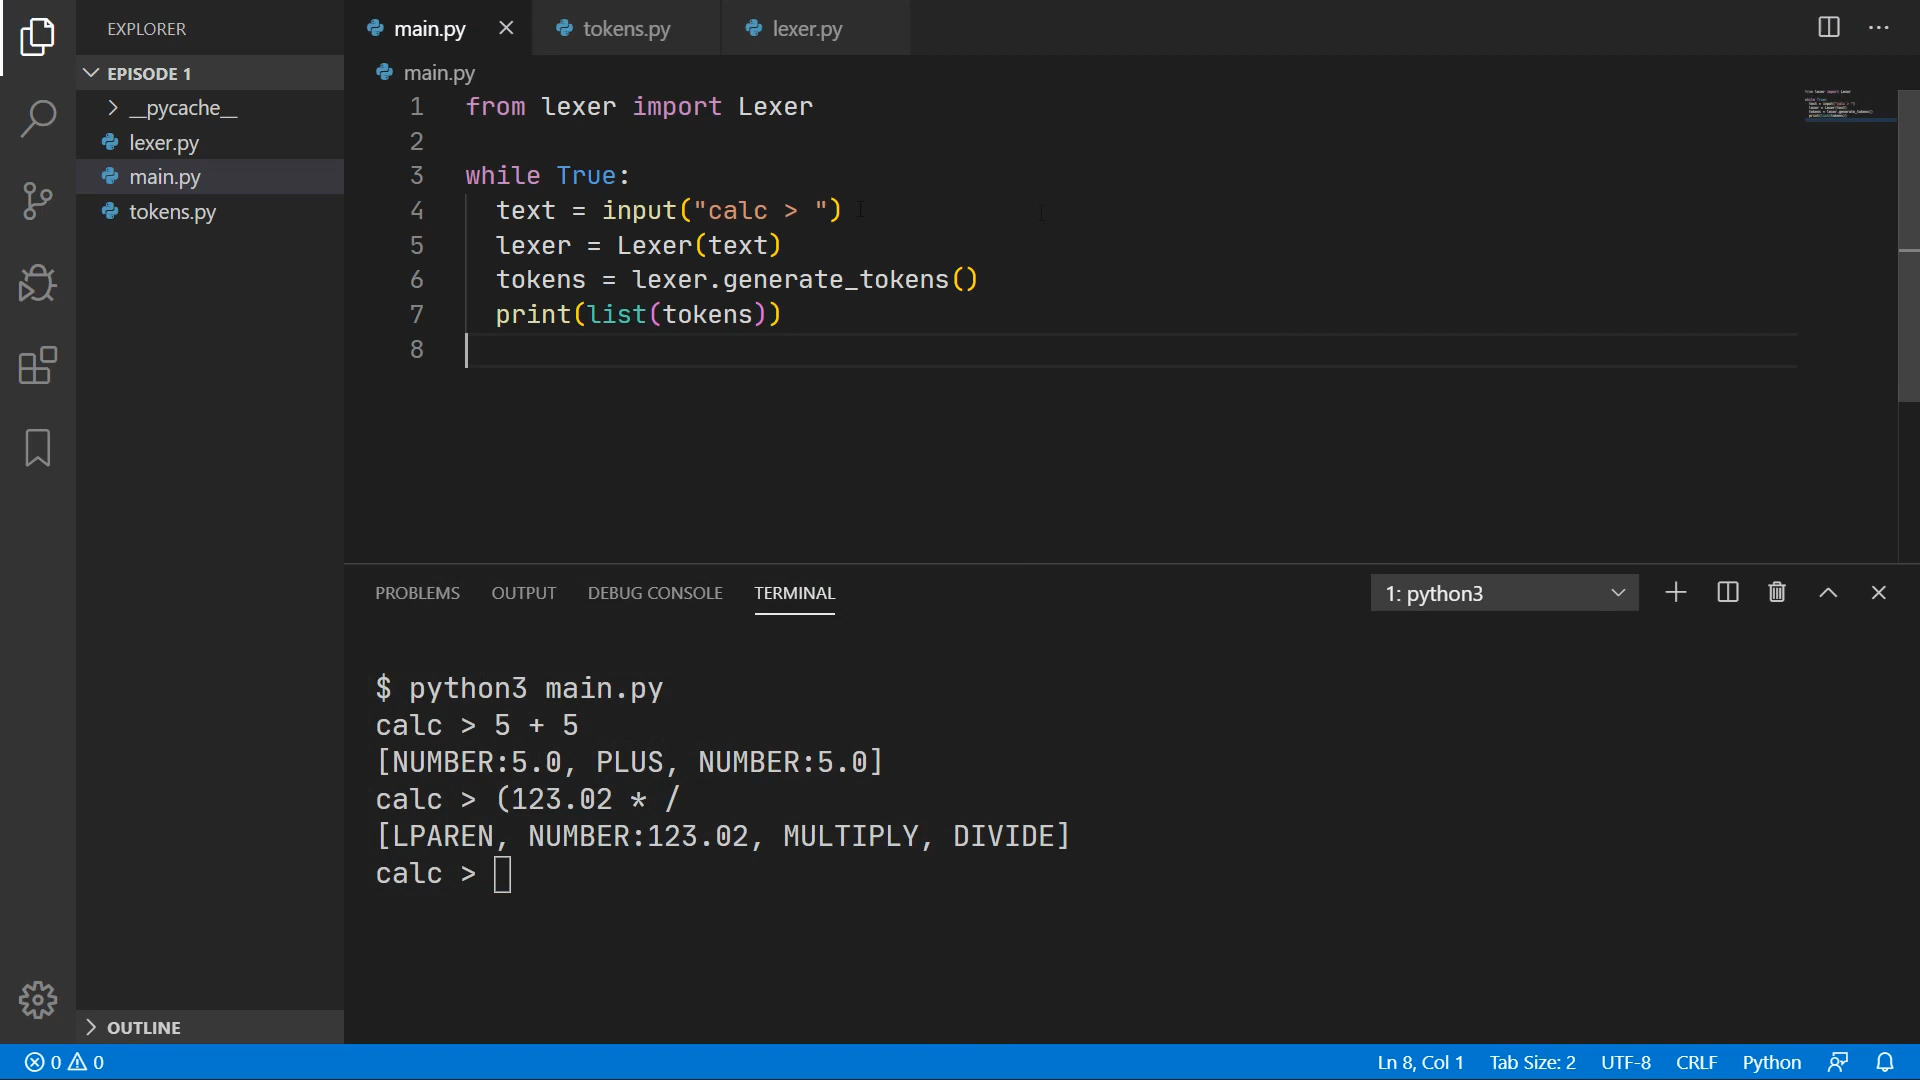 EXPLORER
EPISODE 1
__pycache__
lexer.py
main.py
tokens.py
OUTLINE
main.py
tokens.py
lexer.py
main.py
1 from lexer import Lexer
2
3 while True:
4 text = input("calc > ")
5 lexer = Lexer(text)
6 tokens = lexer.generate_tokens()
7 print(list(tokens))
8
PROBLEMS OUTPUT DEBUG CONSOLE TERMINAL
1: python3
$ python3 main.py
calc > 5 + 5
[NUMBER:5.0, PLUS, NUMBER:5.0]
calc > (123.02 * /
[LPAREN, NUMBER:123.02, MULTIPLY, DIVIDE]
calc >
0 0
Ln 8, Col 1 Tab Size: 2 UTF-8 CRLF Python